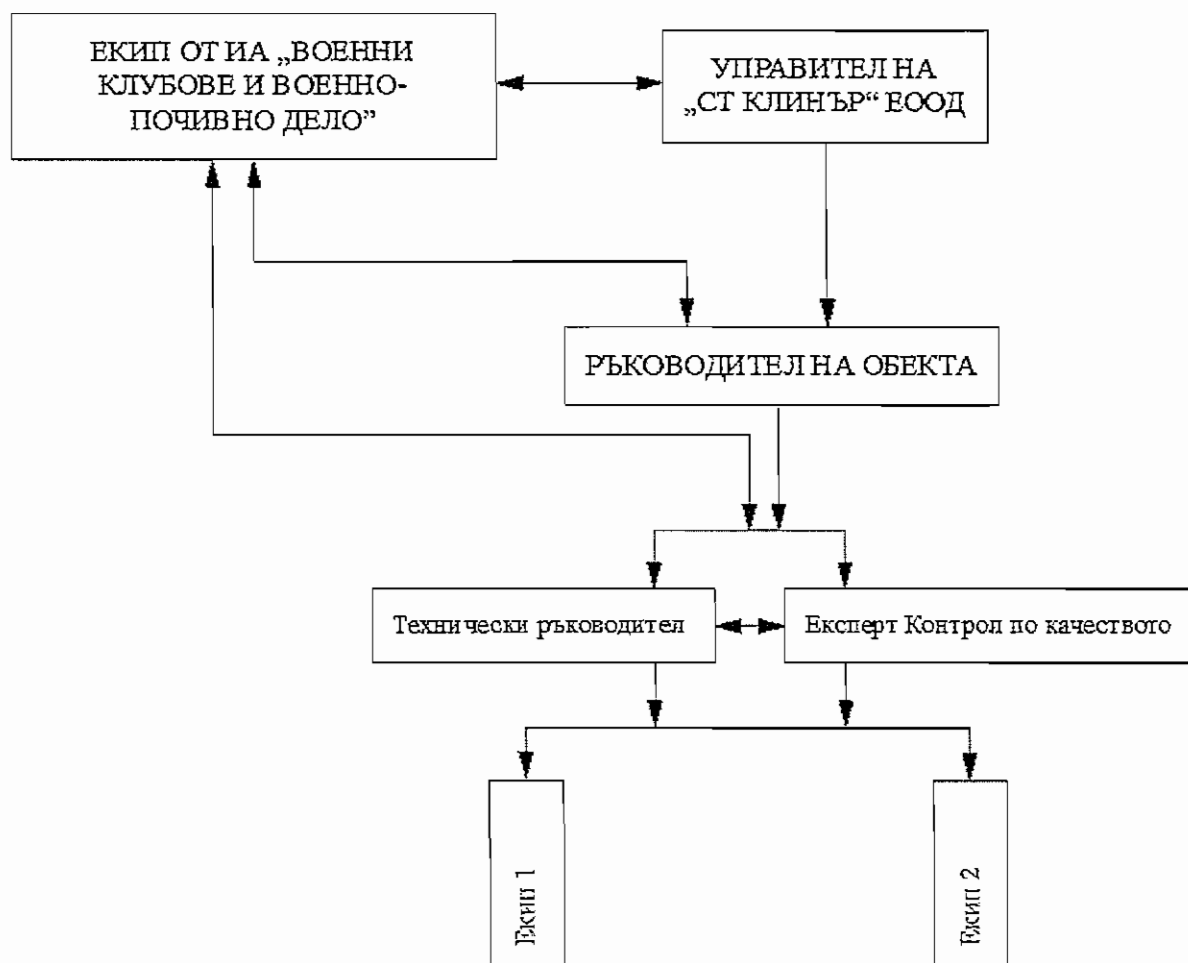 ЕКИП ОТ ИА „ВОЕННИ
КЛУБОВЕ И ВОЕННО-
ПОЧИВНО ДЕЛО”
УПРАВИТЕЛ НА
„СТ КЛИНЪР“ ЕООД
РЪКОВОДИТЕЛ НА ОБЕКТА
Технически ръководител
Експерт Контрол по качеството
Екип 1
Екип 2